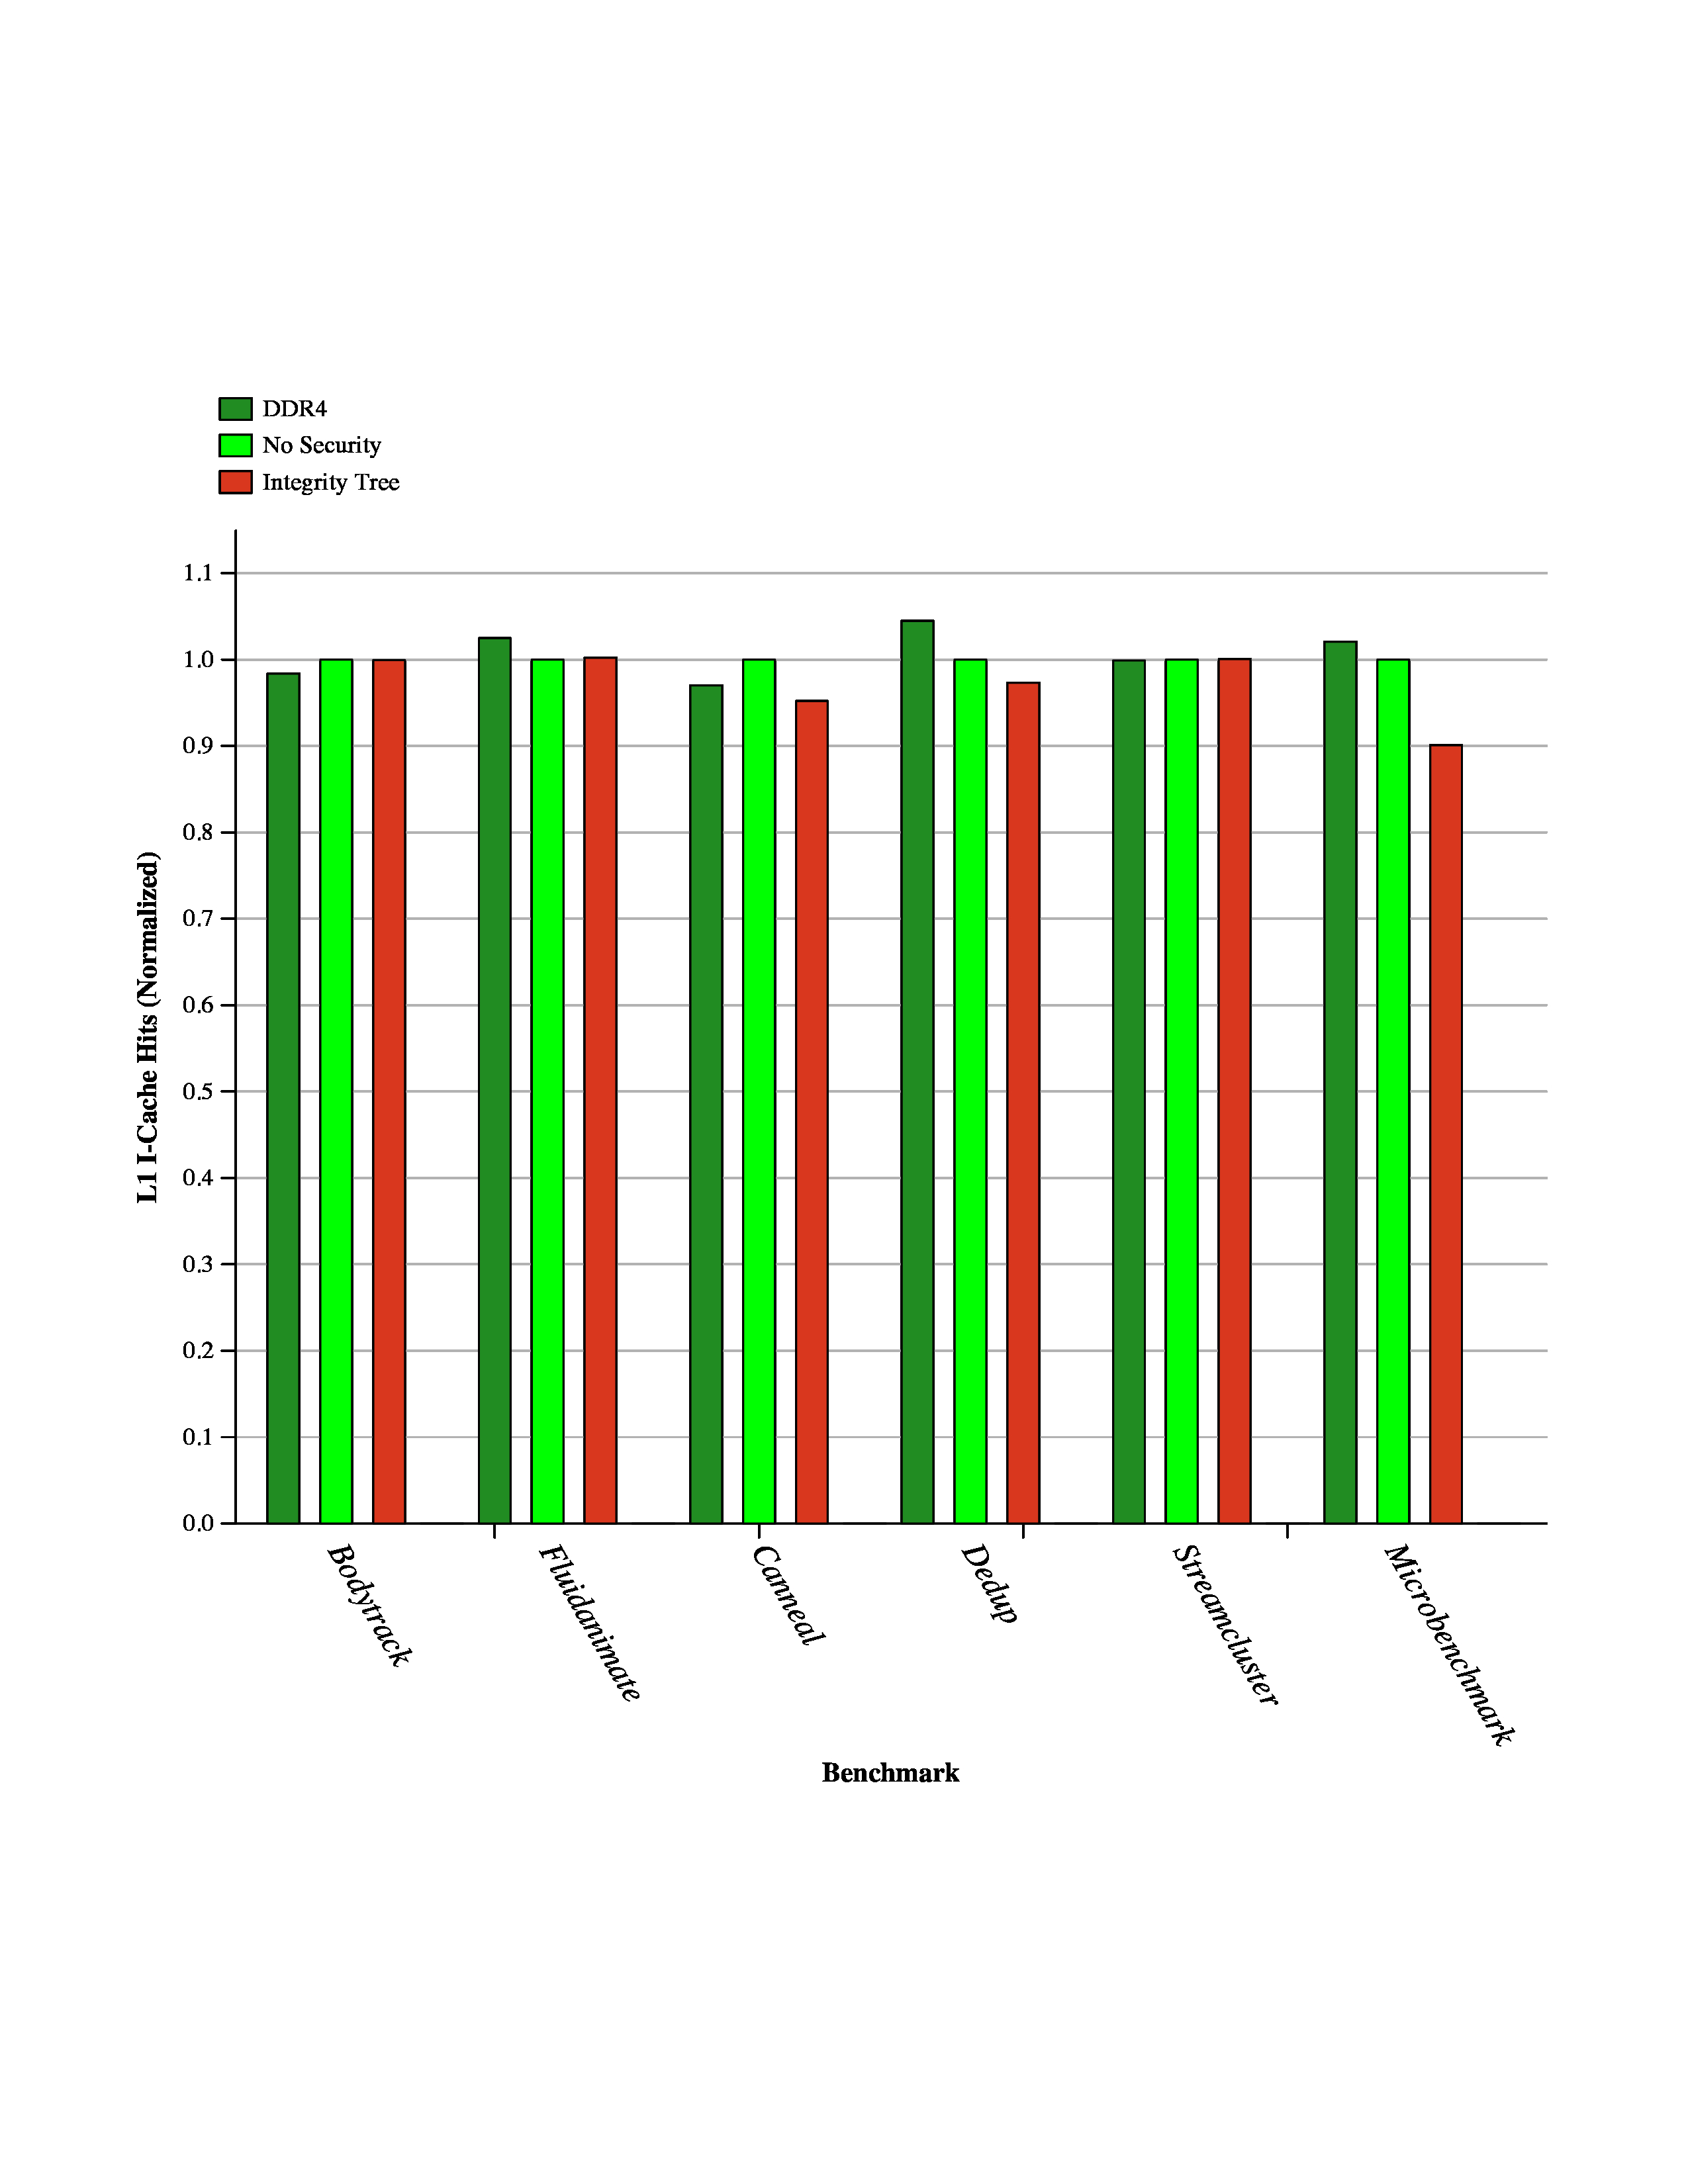 DDR4
No Security
Integrity Tree
1.1
1.0
0.9
0.8
0.7
0.6
0.5
0.4
0.3
0.2
0.1
0.0
L1 I-Cache Hits (Normalized)
Bodytrack
Fluidanimate
Canneal
Dedup
Streamcluster
Microbenchmark
Benchmark